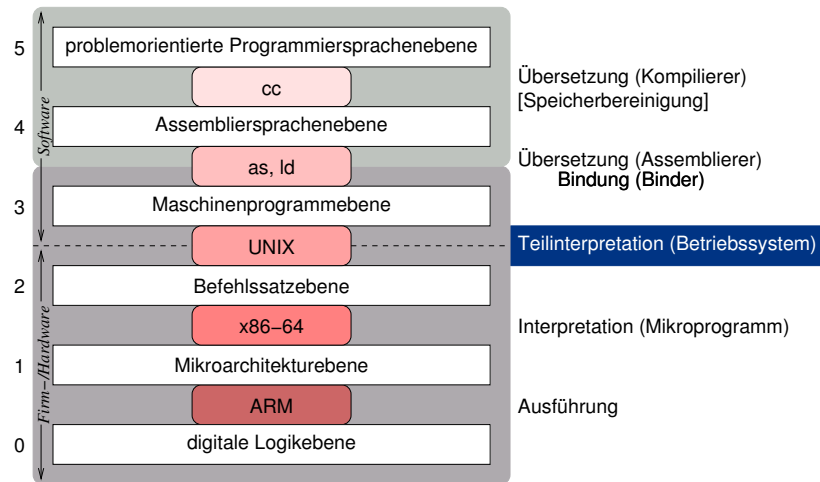 5
problemorientierte Programmiersprachenebene
cc
Übersetzung (Kompilierer)
[Speicherbereinigung]
4
Assembliersprachenebene
Software
as, ld
Übersetzung (Assemblierer)
Bindung (Binder)
3
Maschinenprogrammebene
UNIX
Teilinterpretation (Betriebssystem)
2
Befehlssatzebene
x86−64
Interpretation (Mikroprogramm)
1
Mikroarchitekturebene
Firm−/Hardware
ARM
Ausführung
0
digitale Logikebene